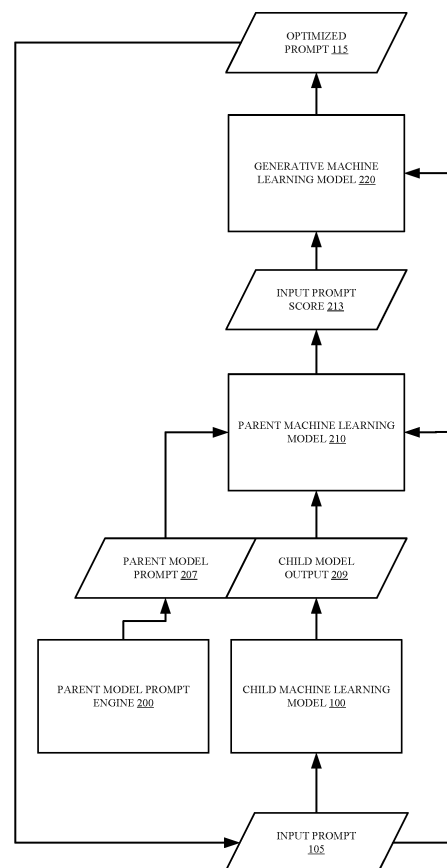 OPTIMIZED
PROMPT 115
GENERATIVE MACHINE
LEARNING MODEL 220
INPUT PROMPT
SCORE 213
PARENT MACHINE LEARNING
MODEL 210
PARENT MODEL
PROMPT 207
CHILD MODEL
OUTPUT 209
PARENT MODEL PROMPT
ENGINE 200
CHILD MACHINE LEARNING
MODEL 100
INPUT PROMPT
105